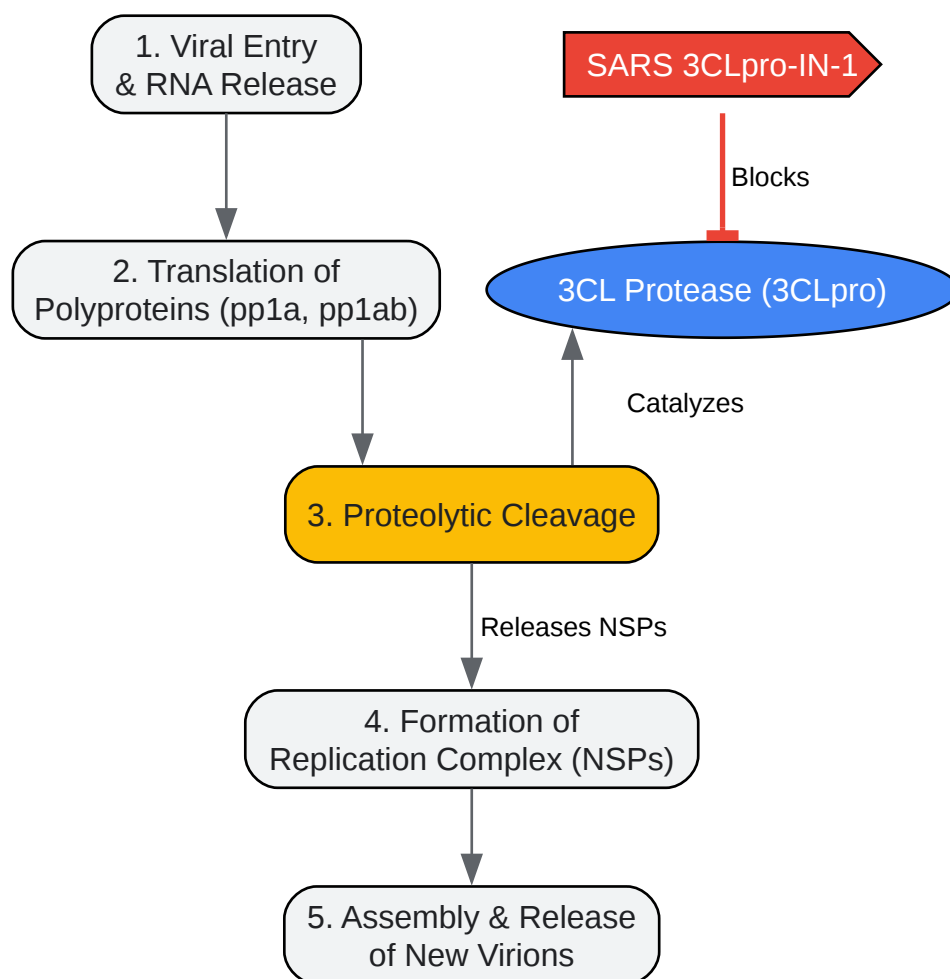 1. Viral Entry
& RNA Release
SARS 3CLpro-IN-1
Blocks
2. Translation of
Polyproteins (pp1a, pp1ab)
3CL Protease (3CLpro)
Catalyzes
3. Proteolytic Cleavage
Releases NSPs
4. Formation of
Replication Complex (NSPs)
5. Assembly & Release
of New Virions